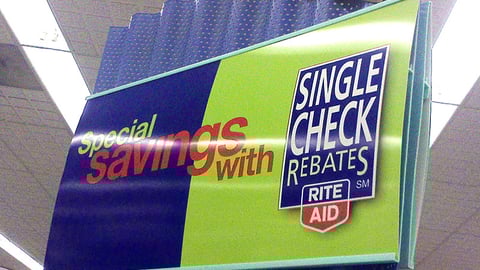 Special
savings
with
SINGLE
CHECK
REBATES
SM
RITE
AID